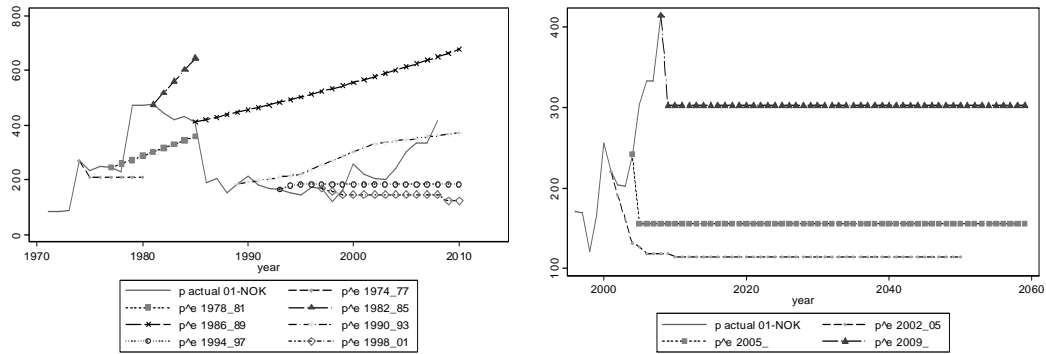 800
600
400
200
0
1970
1980
1990
2000
2010
year
p actual 01-NOK
p^e 1974_77
p^e 1978_81
p^e 1982_85
p^e 1986_89
p^e 1990_93
p^e 1994_97
p^e 1998_01
400
300
200
100
2000
2020
2040
2060
year
p actual 01-NOK
p^e 2002_05
p^e 2005_
p^e 2009_